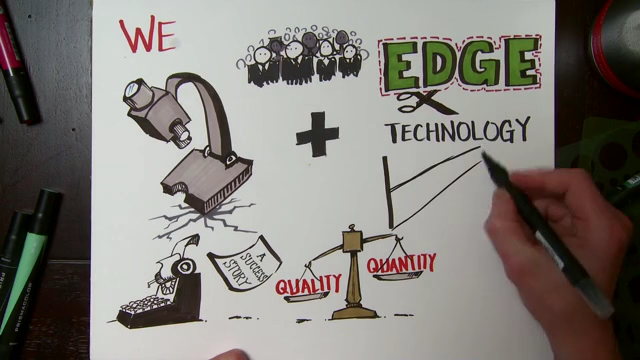 WE
EDGE
TECHNOLOGY
A
SUCCESS
STORY
QUALITY
QUANTITY